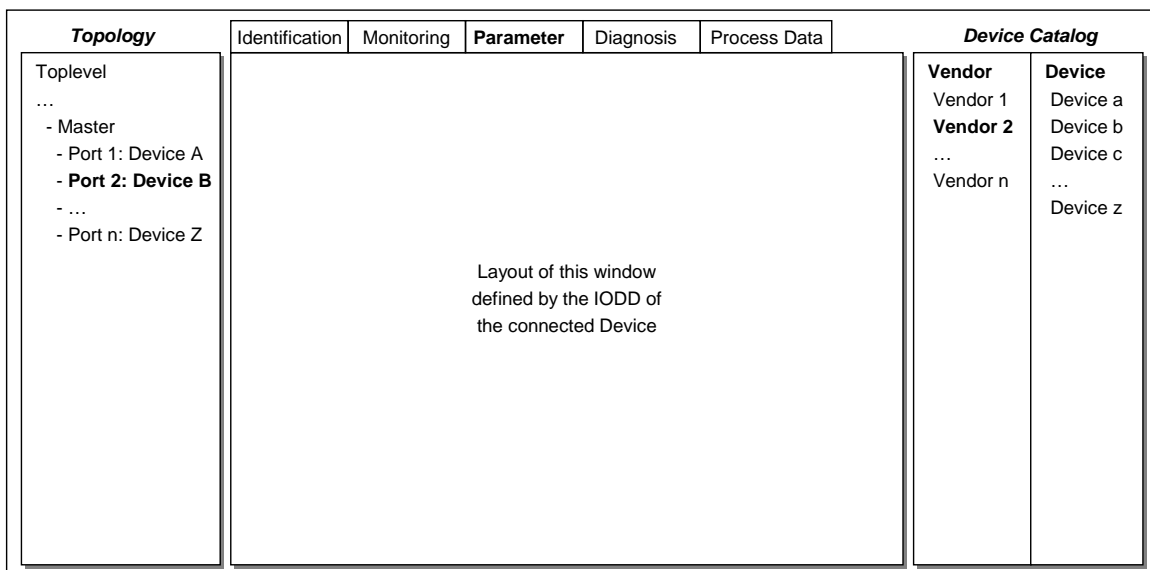 Topology
Identification Monitoring Parameter Diagnosis Process Data
Device Catalog
Toplevel
…
- Master
- Port 1: Device A
- Port 2: Device B
- …
- Port n: Device Z
Layout of this window
defined by the IODD of
the connected Device
Vendor
Vendor 1
Vendor 2
…
Vendor n
Device
Device a
Device b
Device c
…
Device z